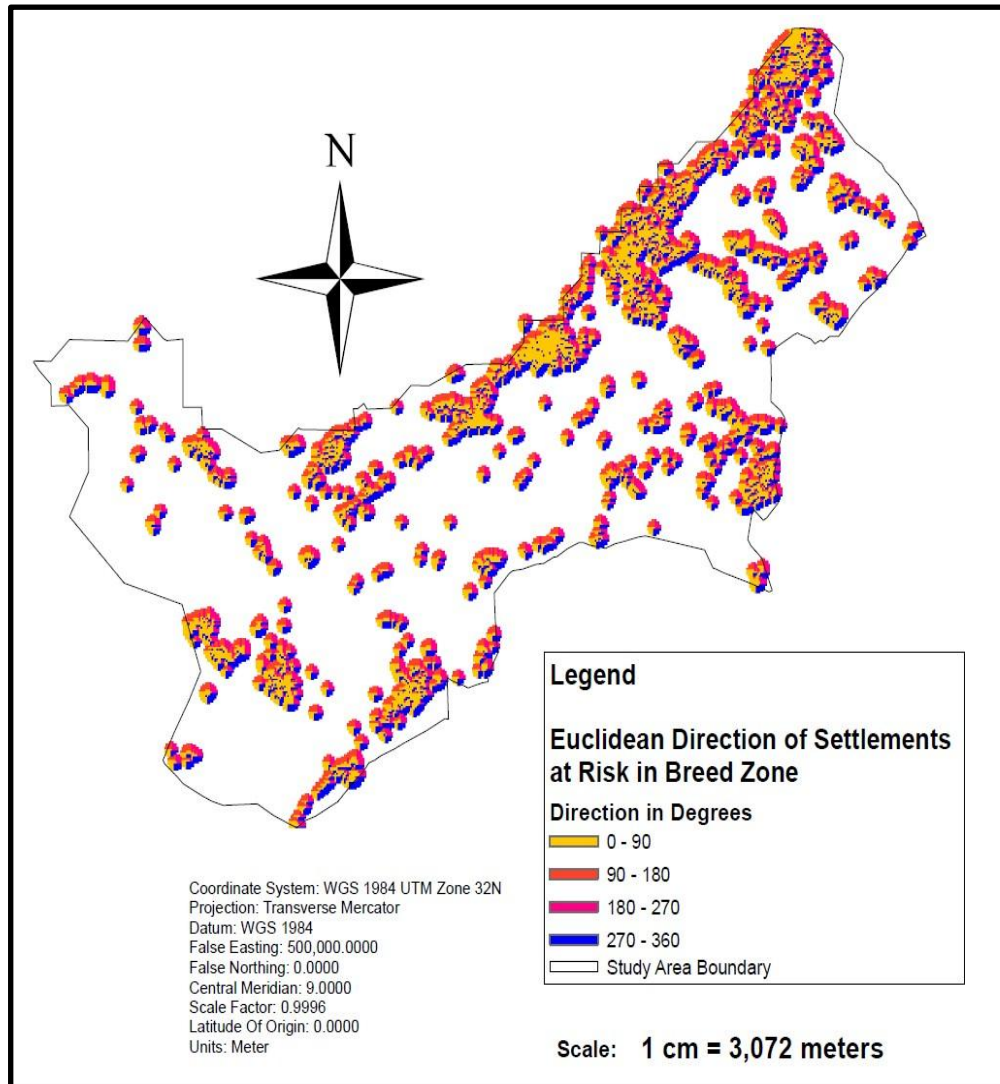 N
Legend
Euclidean Direction of Settlements
at Risk in Breed Zone
Direction in Degrees
0 - 90
90 - 180
180 - 270
270 - 360
Study Area Boundary
Coordinate System: WGS 1984 UTM Zone 32N
Projection: Transverse Mercator
Datum: WGS 1984
False Easting: 500,000.0000
False Northing: 0.0000
Central Meridian: 9.0000
Scale Factor: 0.9996
Latitude Of Origin: 0.0000
Units: Meter
Scale: 1 cm = 3,072 meters